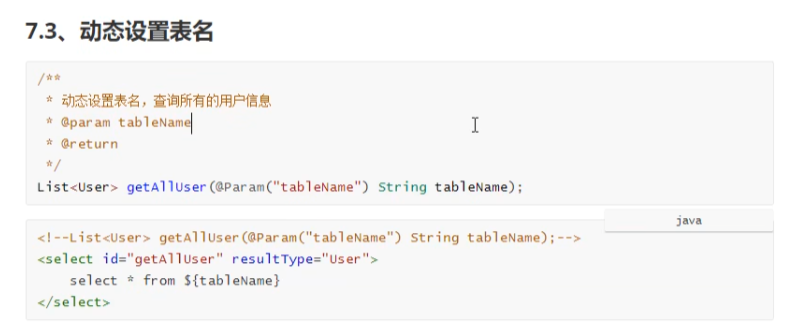 7.3、动态设置表名
/**
* 动态设置表名，查询所有的用户信息
* @param tableName
* @return
*/
List<User> getAllUser(@Param("tableName") String tableName);
java
<!--List<User> getAllUser(@Param("tableName") String tableName);-->
<select id="getAllUser" resultType="User">
select * from ${tableName}
</select>